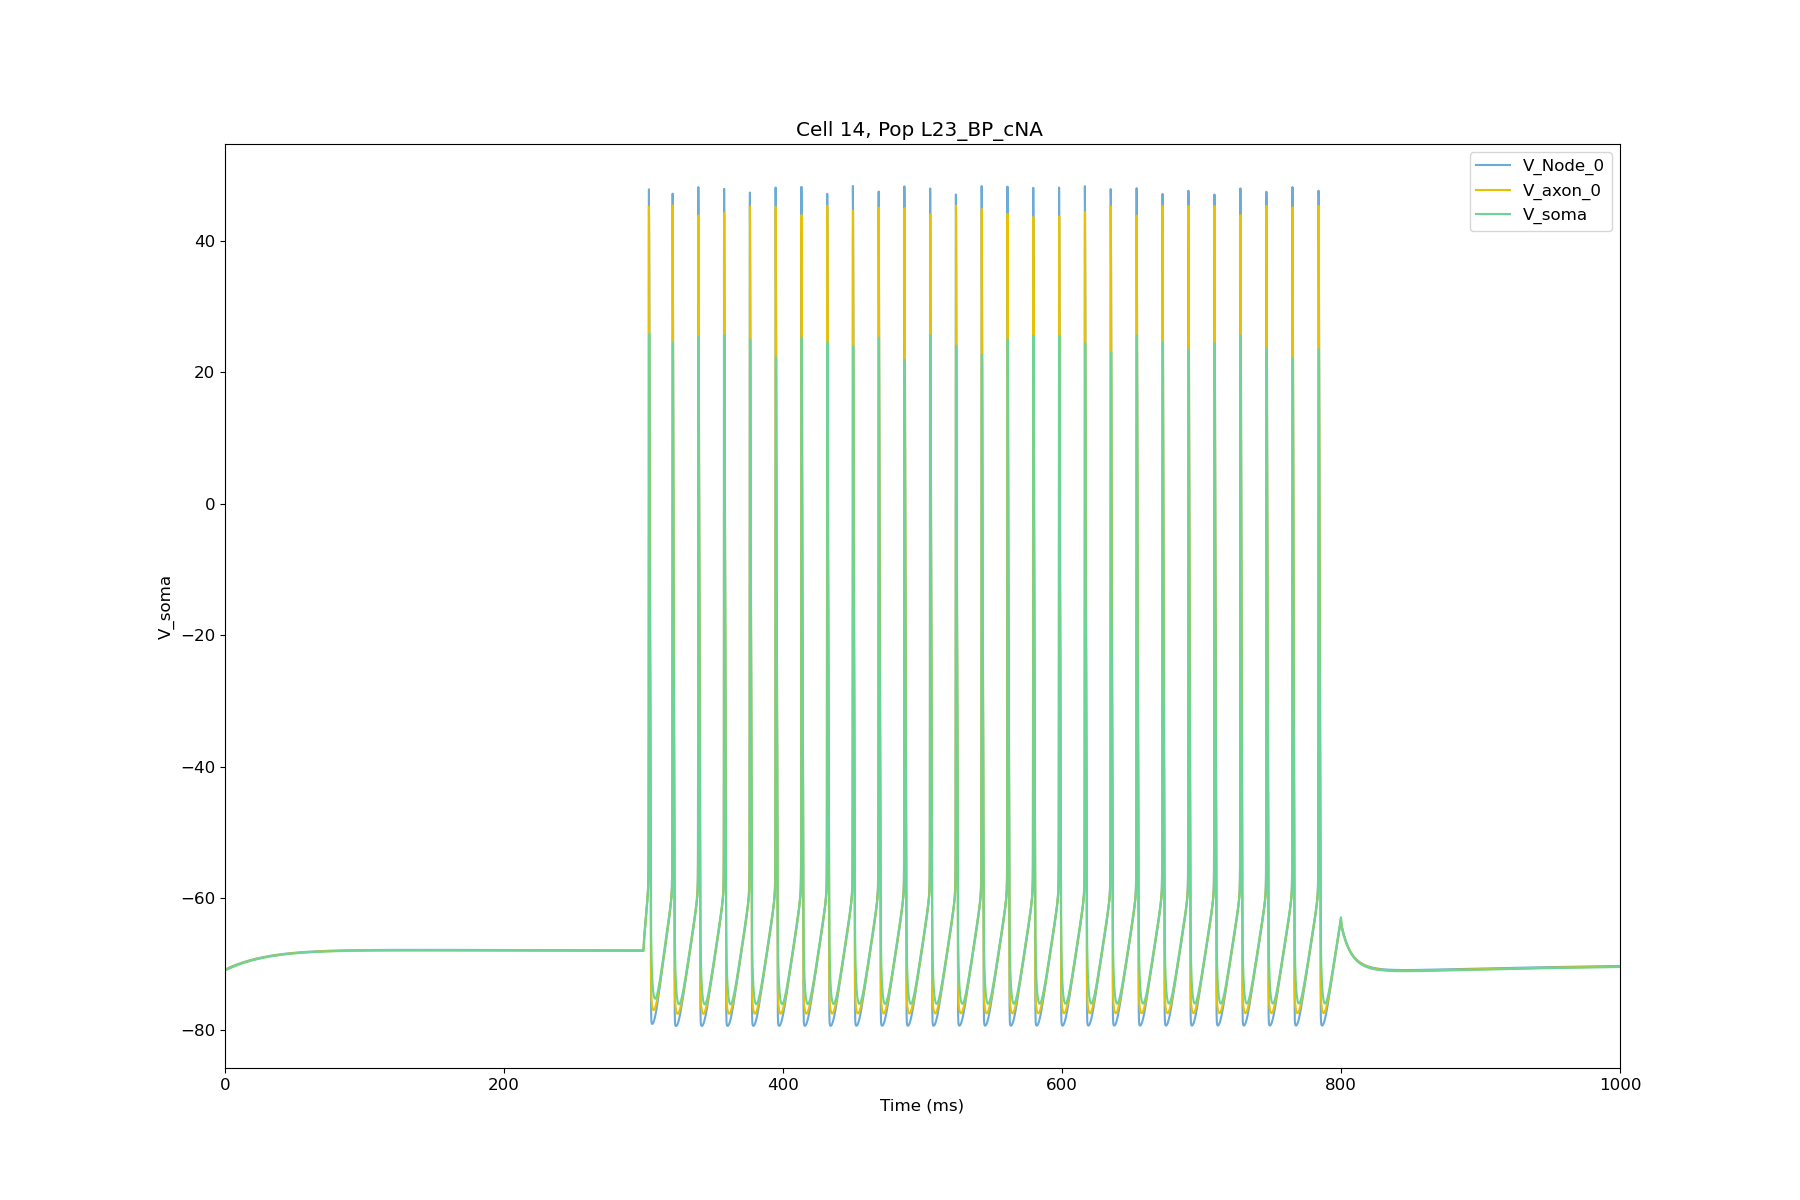 Cell 14, Pop L23_BP_cNA
V_Node_0
V_axon_0
V_soma
40
20
0
−20
−40
−60
−80
V_soma
0 200 400 600 800 1000
Time (ms)